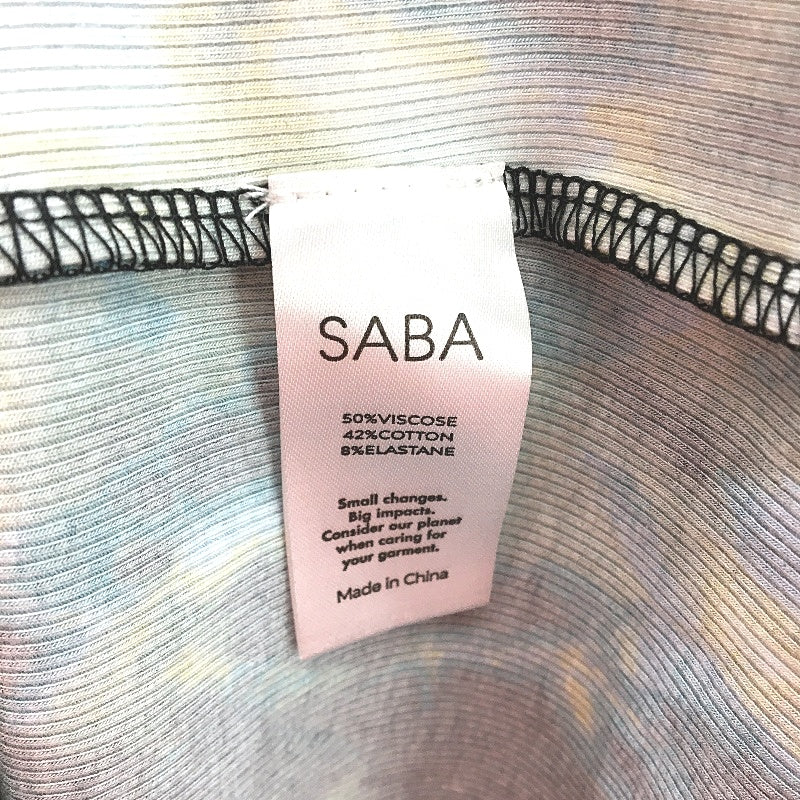 SABA
50%VISCOSE
42%COTTON
8%ELASTANE
Small changes.
Big impacts.
Consider our planet
when caring for
your garment.
Made in China